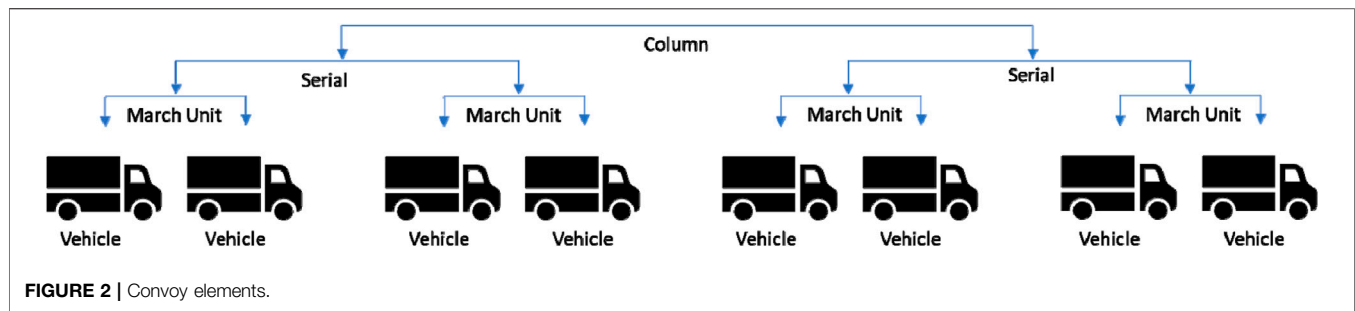 Column
Serial Serial
March Unit March Unit March Unit March Unit
Vehicle Vehicle Vehicle Vehicle Vehicle Vehicle Vehicle Vehicle
FIGURE 2 | Convoy elements.